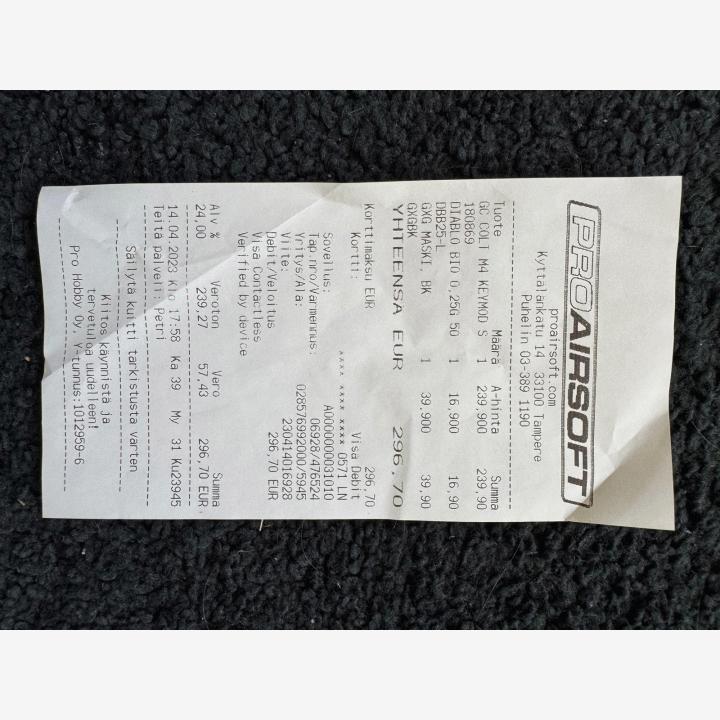 PROAIRSOFT
proairsoft.com
Kyttälänkatu 14 33100 Tampere
Puhelin 03-389 1190
Tuote Määrä A-hinta Summa
GC COLT M4 KEYMOD S 1 239,900 239,90
180869
DIABLO BIO 0,25G 50 1 16,900 16,90
DBB25-L
GXG MASKI, BK 1 39,900 39,90
GXGBK
YHTEENSÄ EUR 296,70
Korttimaksu EUR 296,70
Kortti: Visa Debit
**** **** **** 0571 LN
Sovellus: A0000000031010
Tap.nro/Varmennus: 06928/476524
Yritys/Ala: 028576992000/5945
Viite: 230414016928
Debit/Veloitus 296,70 EUR
Visa Contactless
Verified by device
Alv % Veroton Vero Summa
24,00 239,27 57,43 296,70 EUR
14.04.2023 Klo 17:58 Ka 39 My 31 Ku23945
Teitä palveli Petri
Säilytä kuitti tarkistusta varten
Kiitos käynnistä ja
tervetuloa uudelleen!
Pro Hobby Oy, Y-tunnus:1012959-6